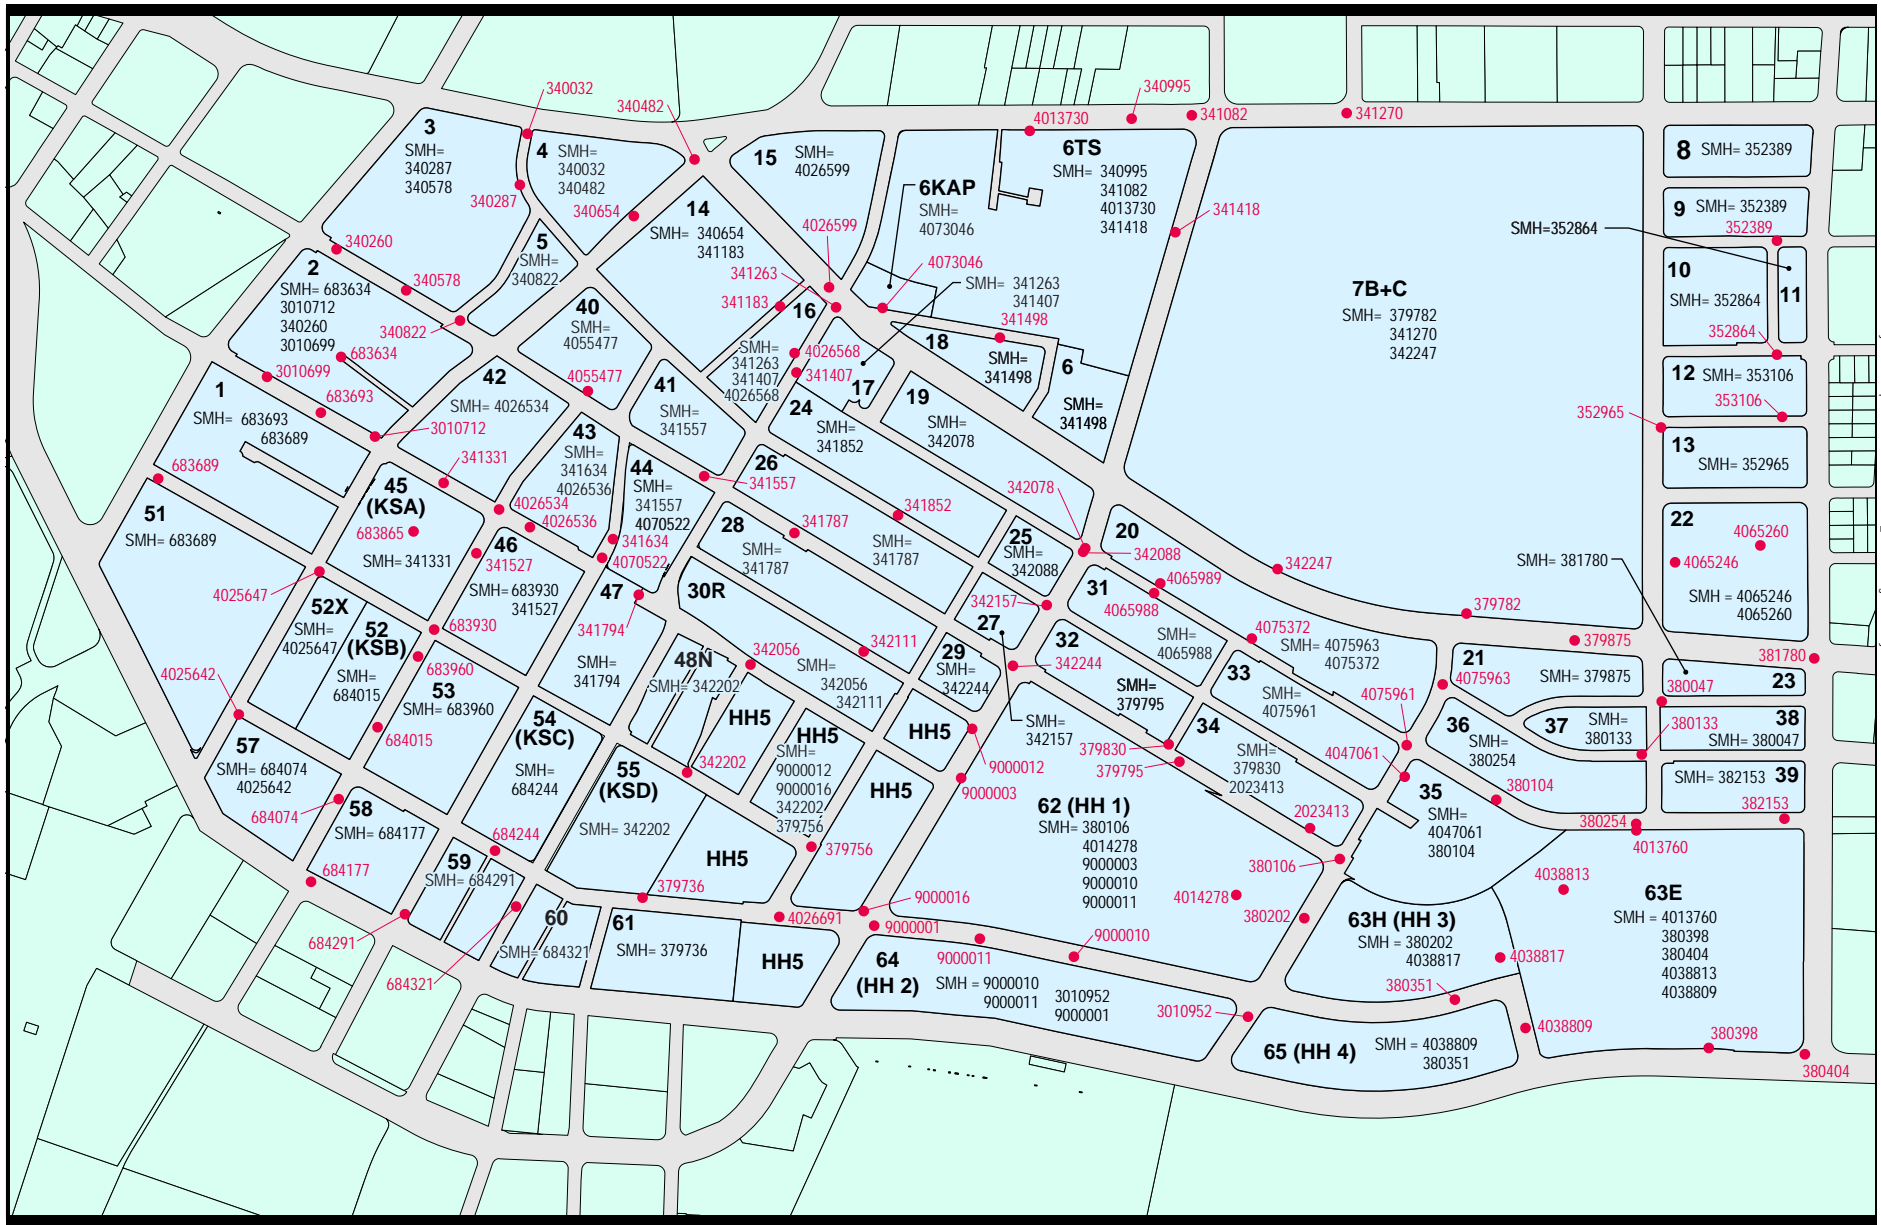 340032
340482
340995
4013730
341082
341270
3
SMH=
340287
340578
4
SMH=
340032
340482
340287
340654
15
SMH=
4026599
6TS
SMH= 340995
341082
4013730
341418
8 SMH= 352389
9 SMH= 352389
352389
6KAP
SMH=
4073046
14
SMH= 340654
341183
4026599
341418
SMH=352864
340260
5
SMH=
340822
340578
2
SMH= 683634
3010712
340260
3010699
340822
683634
3010699
341263
341183
4073046
SMH= 341263
341407
341498
341498
7B+C
SMH= 379782
341270
342247
10
SMH= 352864
11
352864
40
SMH=
4055477
16
SMH=
341263
341407
4026568
4026568
341407
17
18
SMH=
341498
6
SMH=
341498
12 SMH= 353106
353106
1
SMH= 683693
683689
683693
3010712
42
SMH= 4026534
4055477
41
SMH=
341557
24
SMH=
341852
19
SMH=
342078
352965
13
SMH= 352965
683689
341331
43
SMH=
341634
4026536
44
SMH=
341557
4070522
26
341557
341852
342078
45
(KSA)
683865
SMH= 341331
4026534
4026536
341634
4070522
51
SMH= 683689
46
SMH= 683930
341527
341527
28
SMH=
341787
341787
SMH=
341787
25
SMH=
342088
342088
20
22
4065260
4065246
SMH = 4065246
4065260
SMH= 381780
342247
4065989
4065988
31
SMH=
4065988
379782
4025647
52X
SMH=
4025647
52
(KSB)
SMH=
684015
683930
683960
47
SMH=
341794
341794
30R
342056
SMH=
342056
342111
342111
342157
27
SMH=
342157
32
SMH=
379795
4075372
SMH= 4075963
4075372
379875
381780
21
SMH= 379875
4075963
23
380047
4025642
53
SMH= 683960
684015
48N
SMH= 342202
29
SMH=
342244
342244
33
SMH=
4075961
4075961
36
SMH=
380254
37
SMH=
380133
380133
38
SMH= 380047
57
SMH= 684074
4025642
54
(KSC)
SMH=
684244
HH5
HH5
SMH=
9000012
9000016
342202
379756
HH5
9000012
9000003
34
SMH=
379830
2023413
379830
379795
4047061
342202
55
(KSD)
SMH= 342202
HH5
35
SMH=
4047061
380104
380104
SMH= 382153 39
382153
684074
58
SMH= 684177
684244
379756
62 (HH 1)
SMH= 380106
4014278
9000003
9000010
9000011
2023413
380254
4013760
HH5
59
SMH= 684291
684177
379736
380106
4014278
380202
4038813
63E
SMH = 4013760
380398
380404
4038813
4038809
60
SMH= 684321
61
SMH= 379736
4026691
9000016
9000001
9000011
9000010
63H (HH 3)
SMH = 380202
4038817
4038817
684291
684321
HH5
64
(HH 2)
SMH = 9000010
9000011
3010952
9000001
3010952
380351
4038809
65 (HH 4)
SMH = 4038809
380351
380398
380404